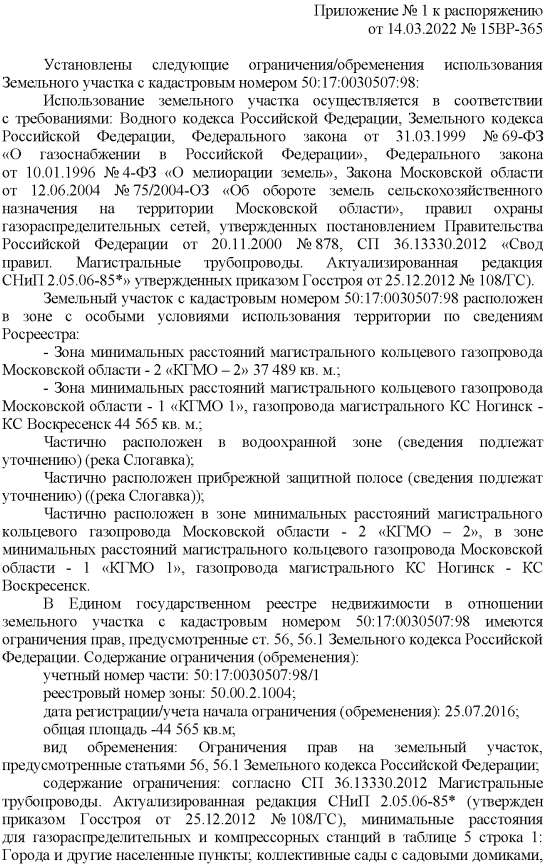 Приложение № 1 к распоряжению
от 14.03.2022 № 15ВР-365
Установлены следующие ограничения/обременения использования
Земельного участка с кадастровым номером 50:17:0030507:98:
Использование земельного участка осуществляется в соответствии
с требованиями: Водного кодекса Российской Федерации, Земельного кодекса
Российской Федерации, Федерального закона от 31.03.1999 № 69-ФЗ
«О газоснабжении в Российской Федерации», Федерального закона
от 10.01.1996 № 4-ФЗ «О мелиорации земель», Закона Московской области
от 12.06.2004 № 75/2004-ОЗ «Об обороте земель сельскохозяйственного
назначения на территории Московской области», правил охраны
газораспределительных сетей, утвержденных постановлением Правительства
Российской Федерации от 20.11.2000 № 878, СП 36.13330.2012 «Свод
правил. Магистральные трубопроводы. Актуализированная редакция
СНиП 2.05.06-85*» утвержденных приказом Госстроя от 25.12.2012 № 108/ГС).
Земельный участок с кадастровым номером 50:17:0030507:98 расположен
в зоне с особыми условиями использования территории по сведениям
Росреестра:
- Зона минимальных расстояний магистрального кольцевого газопровода
Московской области - 2 «КГМО – 2» 37 489 кв. м.;
- Зона минимальных расстояний магистрального кольцевого газопровода
Московской области - 1 «КГМО 1», газопровода магистрального КС Ногинск -
КС Воскресенск 44 565 кв. м.;
Частично расположен в водоохранной зоне (сведения подлежат
уточнению) (река Слогавка);
Частично расположен прибрежной защитной полосе (сведения подлежат
уточнению) ((река Слогавка));
Частично расположен в зоне минимальных расстояний магистрального
кольцевого газопровода Московской области - 2 «КГМО – 2», в зоне
минимальных расстояний магистрального кольцевого газопровода Московской
области - 1 «КГМО 1», газопровода магистрального КС Ногинск - КС
Воскресенск.
В Едином государственном реестре недвижимости в отношении
земельного участка с кадастровым номером 50:17:0030507:98 имеются
ограничения прав, предусмотренные ст. 56, 56.1 Земельного кодекса Российской
Федерации. Содержание ограничения (обременения):
учетный номер части: 50:17:0030507:98/1
реестровый номер зоны: 50.00.2.1004;
дата регистрации/учета начала ограничения (обременения): 25.07.2016;
общая площадь -44 565 кв.м;
вид обременения: Ограничения прав на земельный участок,
предусмотренные статьями 56, 56.1 Земельного кодекса Российской Федерации;
содержание ограничения: согласно СП 36.13330.2012 Магистральные
трубопроводы. Актуализированная редакция СНиП 2.05.06-85* (утвержден
приказом Госстроя от 25.12.2012 № 108/ГС), минимальные расстояния
для газораспределительных и компрессорных станций в таблице 5 строка 1:
Города и другие населенные пункты; коллективные сады с садовыми домиками,